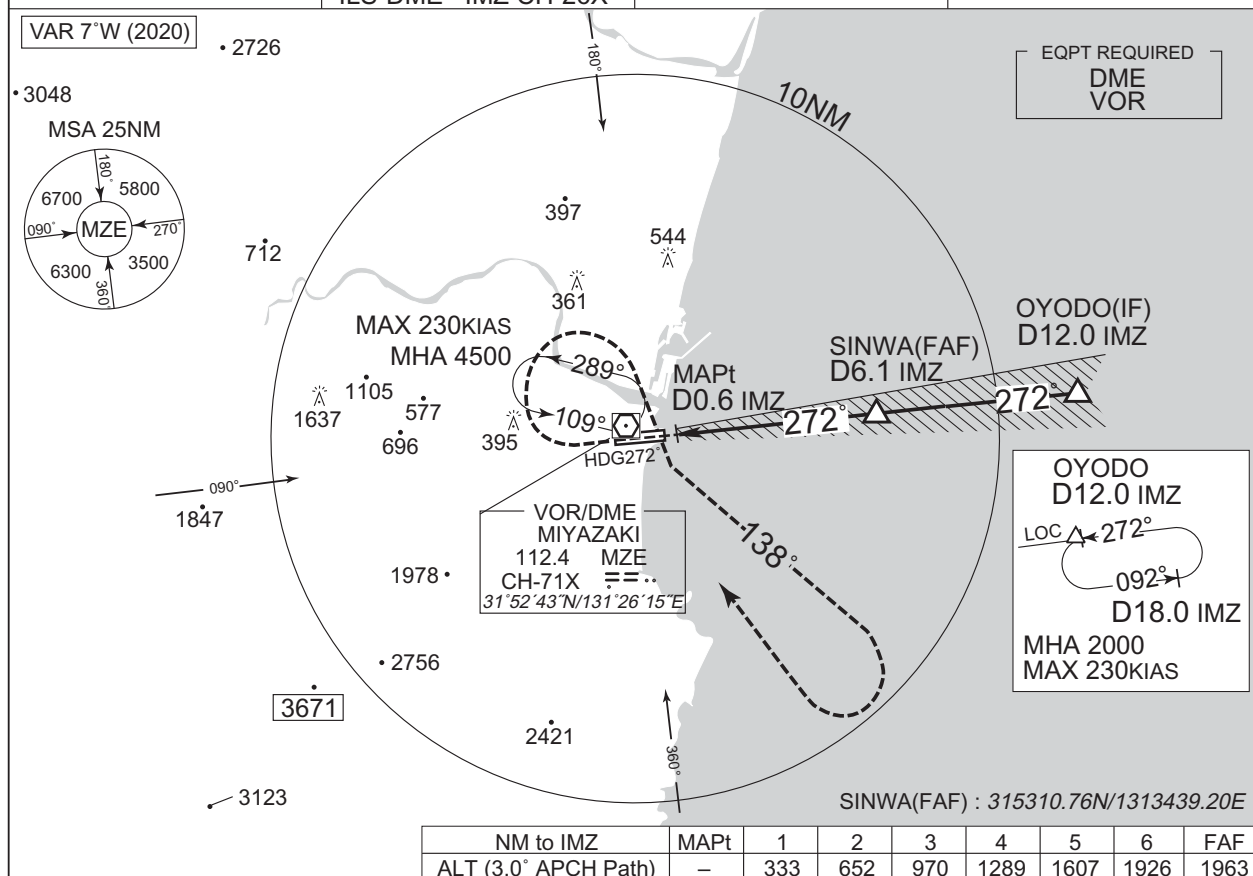 ILS-DME IMZ CH-26X
VAR 7°W (2020)
2726
3048
180°
10NM
EQPT REQUIRED
DME
VOR
MSA 25NM
180°
6700
5800
090°
MZE
270°
6300
3500
360°
397
544
712
361
MAX 230KIAS
MHA 4500
289°
109°
1105
1637
577
696
395
MAPt
D0.6 IMZ
SINWA(FAF)
D6.1 IMZ
OYODO(IF)
D12.0 IMZ
272°
272°
HDG272°
090°
1847
VOR/DME
MIYAZAKI
112.4 MZE
CH-71X
31°52´43˝N/131°26´15˝E
138°
OYODO
D12.0 IMZ
LOC
272°
092°
D18.0 IMZ
MHA 2000
MAX 230KIAS
1978
2756
3671
2421
360°
3123
SINWA(FAF) : 315310.76N/1313439.20E
NM to IMZ MAPt 1 2 3 4 5 6 FAF
ALT (3.0° APCH Path) – 333 652 970 1289 1607 1926 1963